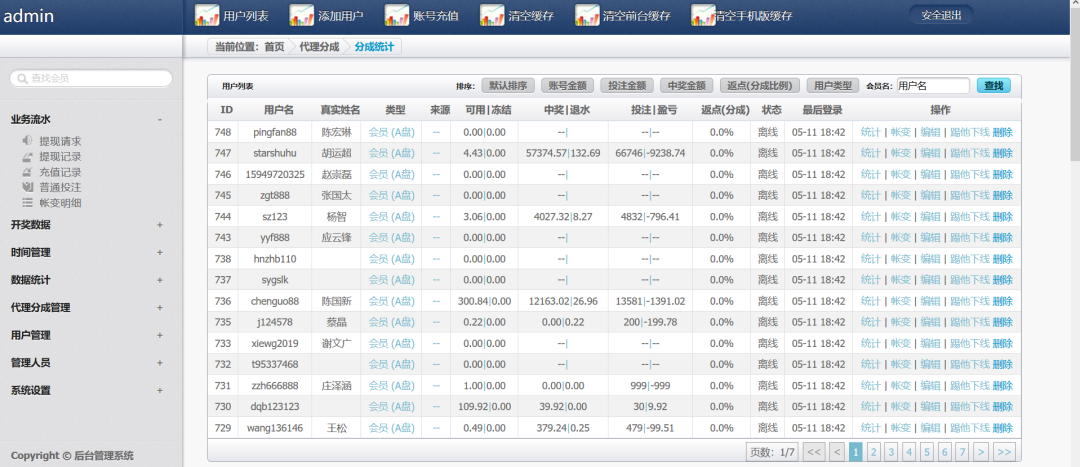 admin
用户列表 添加用户 账号充值 清空缓存 清空前台缓存 清空手机版缓存 安全退出
当前位置: 首页 代理分成 分成统计
查找会员
业务流水 -
提现请求
提现记录
充值记录
普通投注
帐变明细
开奖数据 +
时间管理 +
数据统计 +
代理分成管理 +
用户管理 +
管理人员 +
系统设置 +
Copyright © 后台管理系统
用户列表 排序: 默认排序 账号金额 投注金额 中奖金额 返点(分成比例) 用户类型 会员名: 用户名 查找
ID 用户名 真实姓名 类型 来源 可用|冻结 中奖|退水 投注|盈亏 返点(分成) 状态 最后登录 操作
748 pingfan88 陈宏琳 会员 (A盘) -- 0.00|0.00 --| --|-- 0.0% 离线 05-11 18:42 统计 | 帐变 | 编辑 | 踢他下线 删除
747 starshuhu 胡运超 会员 (A盘) -- 4.43|0.00 57374.57|132.69 66746|-9238.74 0.0% 离线 05-11 18:42 统计 | 帐变 | 编辑 | 踢他下线 删除
746 15949720325 赵崇磊 会员 (A盘) -- 0.00|0.00 --| --|-- 0.0% 离线 05-11 18:42 统计 | 帐变 | 编辑 | 踢他下线 删除
745 zgt888 张国太 会员 (A盘) -- 0.00|0.00 --| --|-- 0.0% 离线 05-11 18:42 统计 | 帐变 | 编辑 | 踢他下线 删除
744 sz123 杨智 会员 (A盘) -- 3.06|0.00 4027.32|8.27 4832|-796.41 0.0% 离线 05-11 18:42 统计 | 帐变 | 编辑 | 踢他下线 删除
743 yyf888 应云锋 会员 (A盘) -- 0.00|0.00 --| --|-- 0.0% 离线 05-11 18:42 统计 | 帐变 | 编辑 | 踢他下线 删除
738 hnzhb110 会员 (A盘) -- 0.00|0.00 --| --|-- 0.0% 离线 05-11 18:42 统计 | 帐变 | 编辑 | 踢他下线 删除
737 sygslk 会员 (A盘) -- 0.00|0.00 --| --|-- 0.0% 离线 05-11 18:42 统计 | 帐变 | 编辑 | 踢他下线 删除
736 chenguo88 陈国新 会员 (A盘) -- 300.84|0.00 12163.02|26.96 13581|-1391.02 0.0% 离线 05-11 18:42 统计 | 帐变 | 编辑 | 踢他下线 删除
735 j124578 蔡晶 会员 (A盘) -- 0.22|0.00 0.00|0.22 200|-199.78 0.0% 离线 05-11 18:42 统计 | 帐变 | 编辑 | 踢他下线 删除
733 xiewg2019 谢文广 会员 (A盘) -- 0.00|0.00 --| --|-- 0.0% 离线 05-11 18:42 统计 | 帐变 | 编辑 | 踢他下线 删除
732 t95337468 会员 (A盘) -- 0.00|0.00 --| --|-- 0.0% 离线 05-11 18:42 统计 | 帐变 | 编辑 | 踢他下线 删除
731 zzh666888 庄泽涵 会员 (A盘) -- 1.00|0.00 0.00|0.00 999|-999 0.0% 离线 05-11 18:42 统计 | 帐变 | 编辑 | 踢他下线 删除
730 dqb123123 会员 (A盘) -- 109.92|0.00 39.92|0.00 30|9.92 0.0% 离线 05-11 18:42 统计 | 帐变 | 编辑 | 踢他下线 删除
729 wang136146 王松 会员 (A盘) -- 0.49|0.00 379.24|0.25 479|-99.51 0.0% 离线 05-11 18:42 统计 | 帐变 | 编辑 | 踢他下线 删除
页数: 1/7 << < 1 2 3 4 5 6 7 > >>